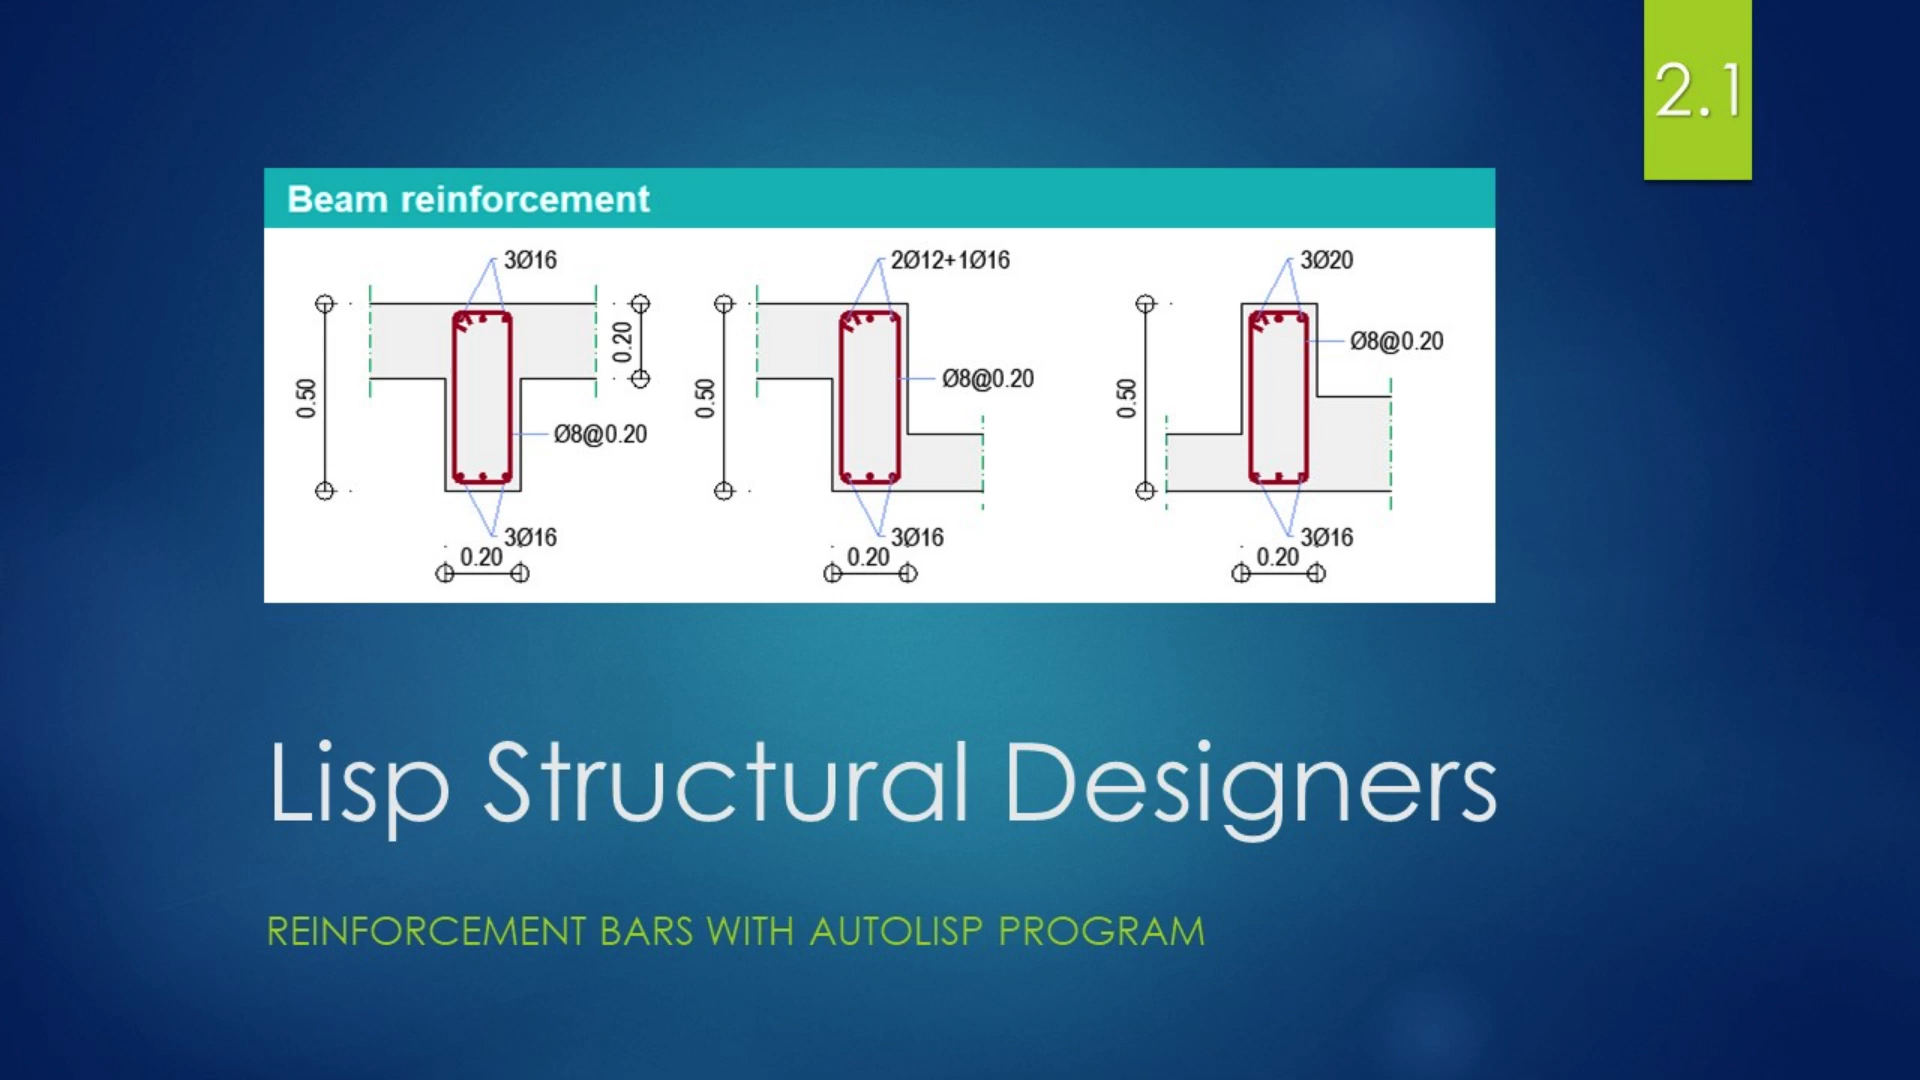 2.1
Beam reinforcement
3Ø16
2Ø12+1Ø16
3Ø20
0.20
Ø8@0.20
0.50
0.50
Ø8@0.20
0.50
Ø8@0.20
3Ø16
3Ø16
3Ø16
0.20
0.20
0.20
Lisp Structural Designers
REINFORCEMENT BARS WITH AUTOLISP PROGRAM